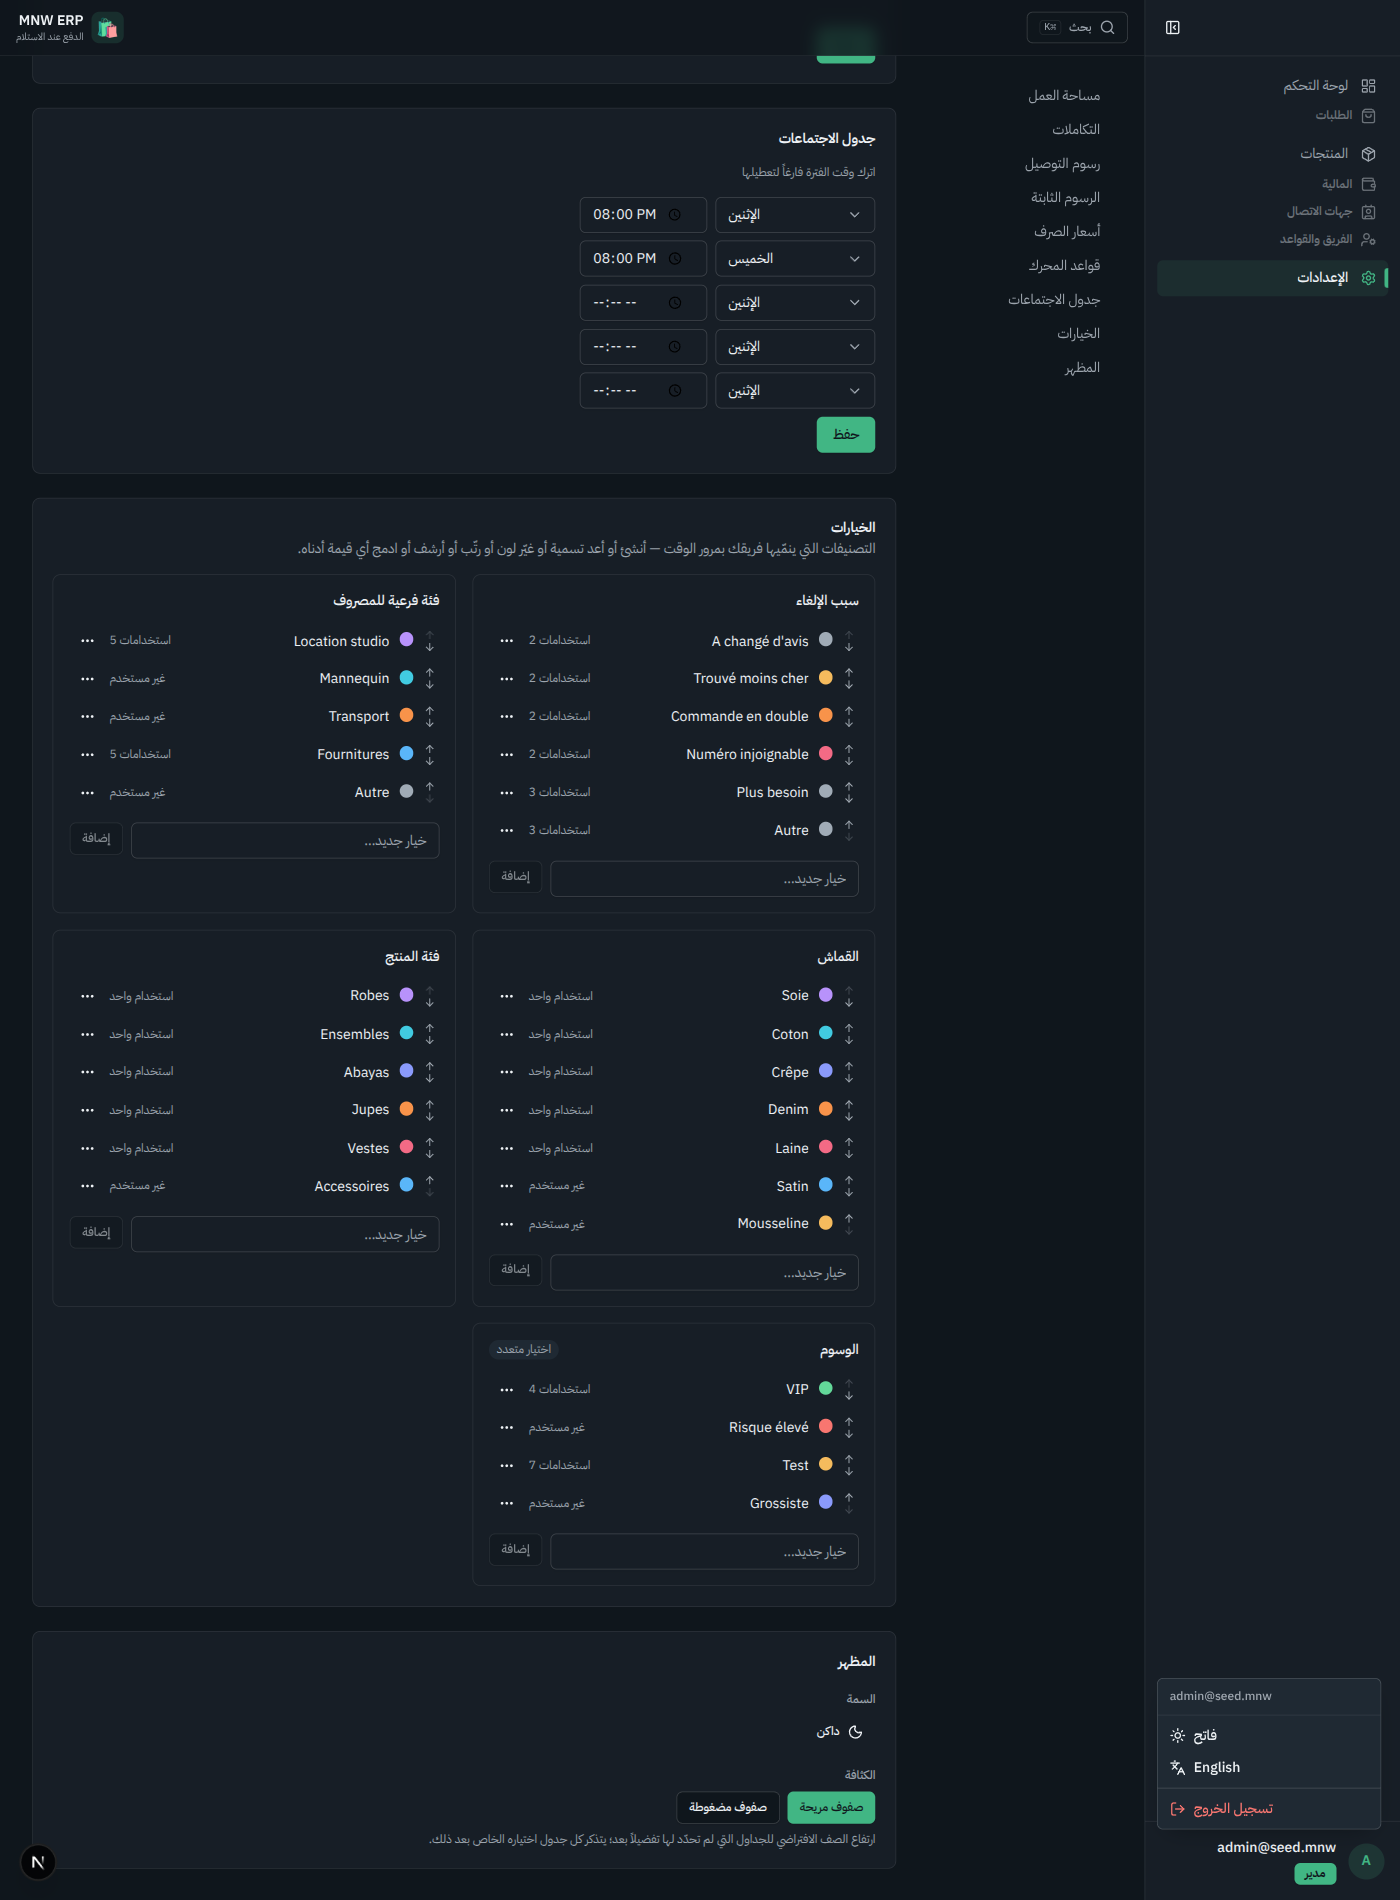 MNW ERP
الدفع عند الاستلام
بحث
⌘K
لوحة التحكم
الطلبات
المنتجات
المالية
جهات الاتصال
الفريق والقواعد
الإعدادات
مساحة العمل
التكاملات
رسوم التوصيل
الرسوم الثابتة
أسعار الصرف
قواعد المحرك
جدول الاجتماعات
الخيارات
المظهر
جدول الاجتماعات
اترك وقت الفترة فارغاً لتعطيلها
الإثنين 08:00 PM
الخميس 08:00 PM
الإثنين --:-- --
الإثنين --:-- --
الإثنين --:-- --
حفظ
الخيارات
التصنيفات التي ينمّيها فريقك بمرور الوقت — أنشئ أو أعد تسمية أو غيّر لون أو رتّب أو أرشف أو ادمج أي قيمة أدناه.
سبب الإلغاء
A changé d'avis استخدامات 2
Trouvé moins cher استخدامات 2
Commande en double استخدامات 2
Numéro injoignable استخدامات 2
Plus besoin استخدامات 3
Autre استخدامات 3
خيار جديد... إضافة
فئة فرعية للمصروف
Location studio استخدامات 5
Mannequin غير مستخدم
Transport غير مستخدم
Fournitures استخدامات 5
Autre غير مستخدم
خيار جديد... إضافة
القماش
Soie استخدام واحد
Coton استخدام واحد
Crêpe استخدام واحد
Denim استخدام واحد
Laine استخدام واحد
Satin غير مستخدم
Mousseline غير مستخدم
خيار جديد... إضافة
فئة المنتج
Robes استخدام واحد
Ensembles استخدام واحد
Abayas استخدام واحد
Jupes استخدام واحد
Vestes استخدام واحد
Accessoires غير مستخدم
خيار جديد... إضافة
الوسوم اختيار متعدد
VIP استخدامات 4
Risque élevé غير مستخدم
Test استخدامات 7
Grossiste غير مستخدم
خيار جديد... إضافة
المظهر
السمة
داكن
الكثافة
صفوف مريحة صفوف مضغوطة
ارتفاع الصف الافتراضي للجداول التي لم تحدّد لها تفضيلاً بعد؛ يتذكر كل جدول اختياره الخاص بعد ذلك.
admin@seed.mnw
فاتح
English
تسجيل الخروج
admin@seed.mnw
مدير
A
N